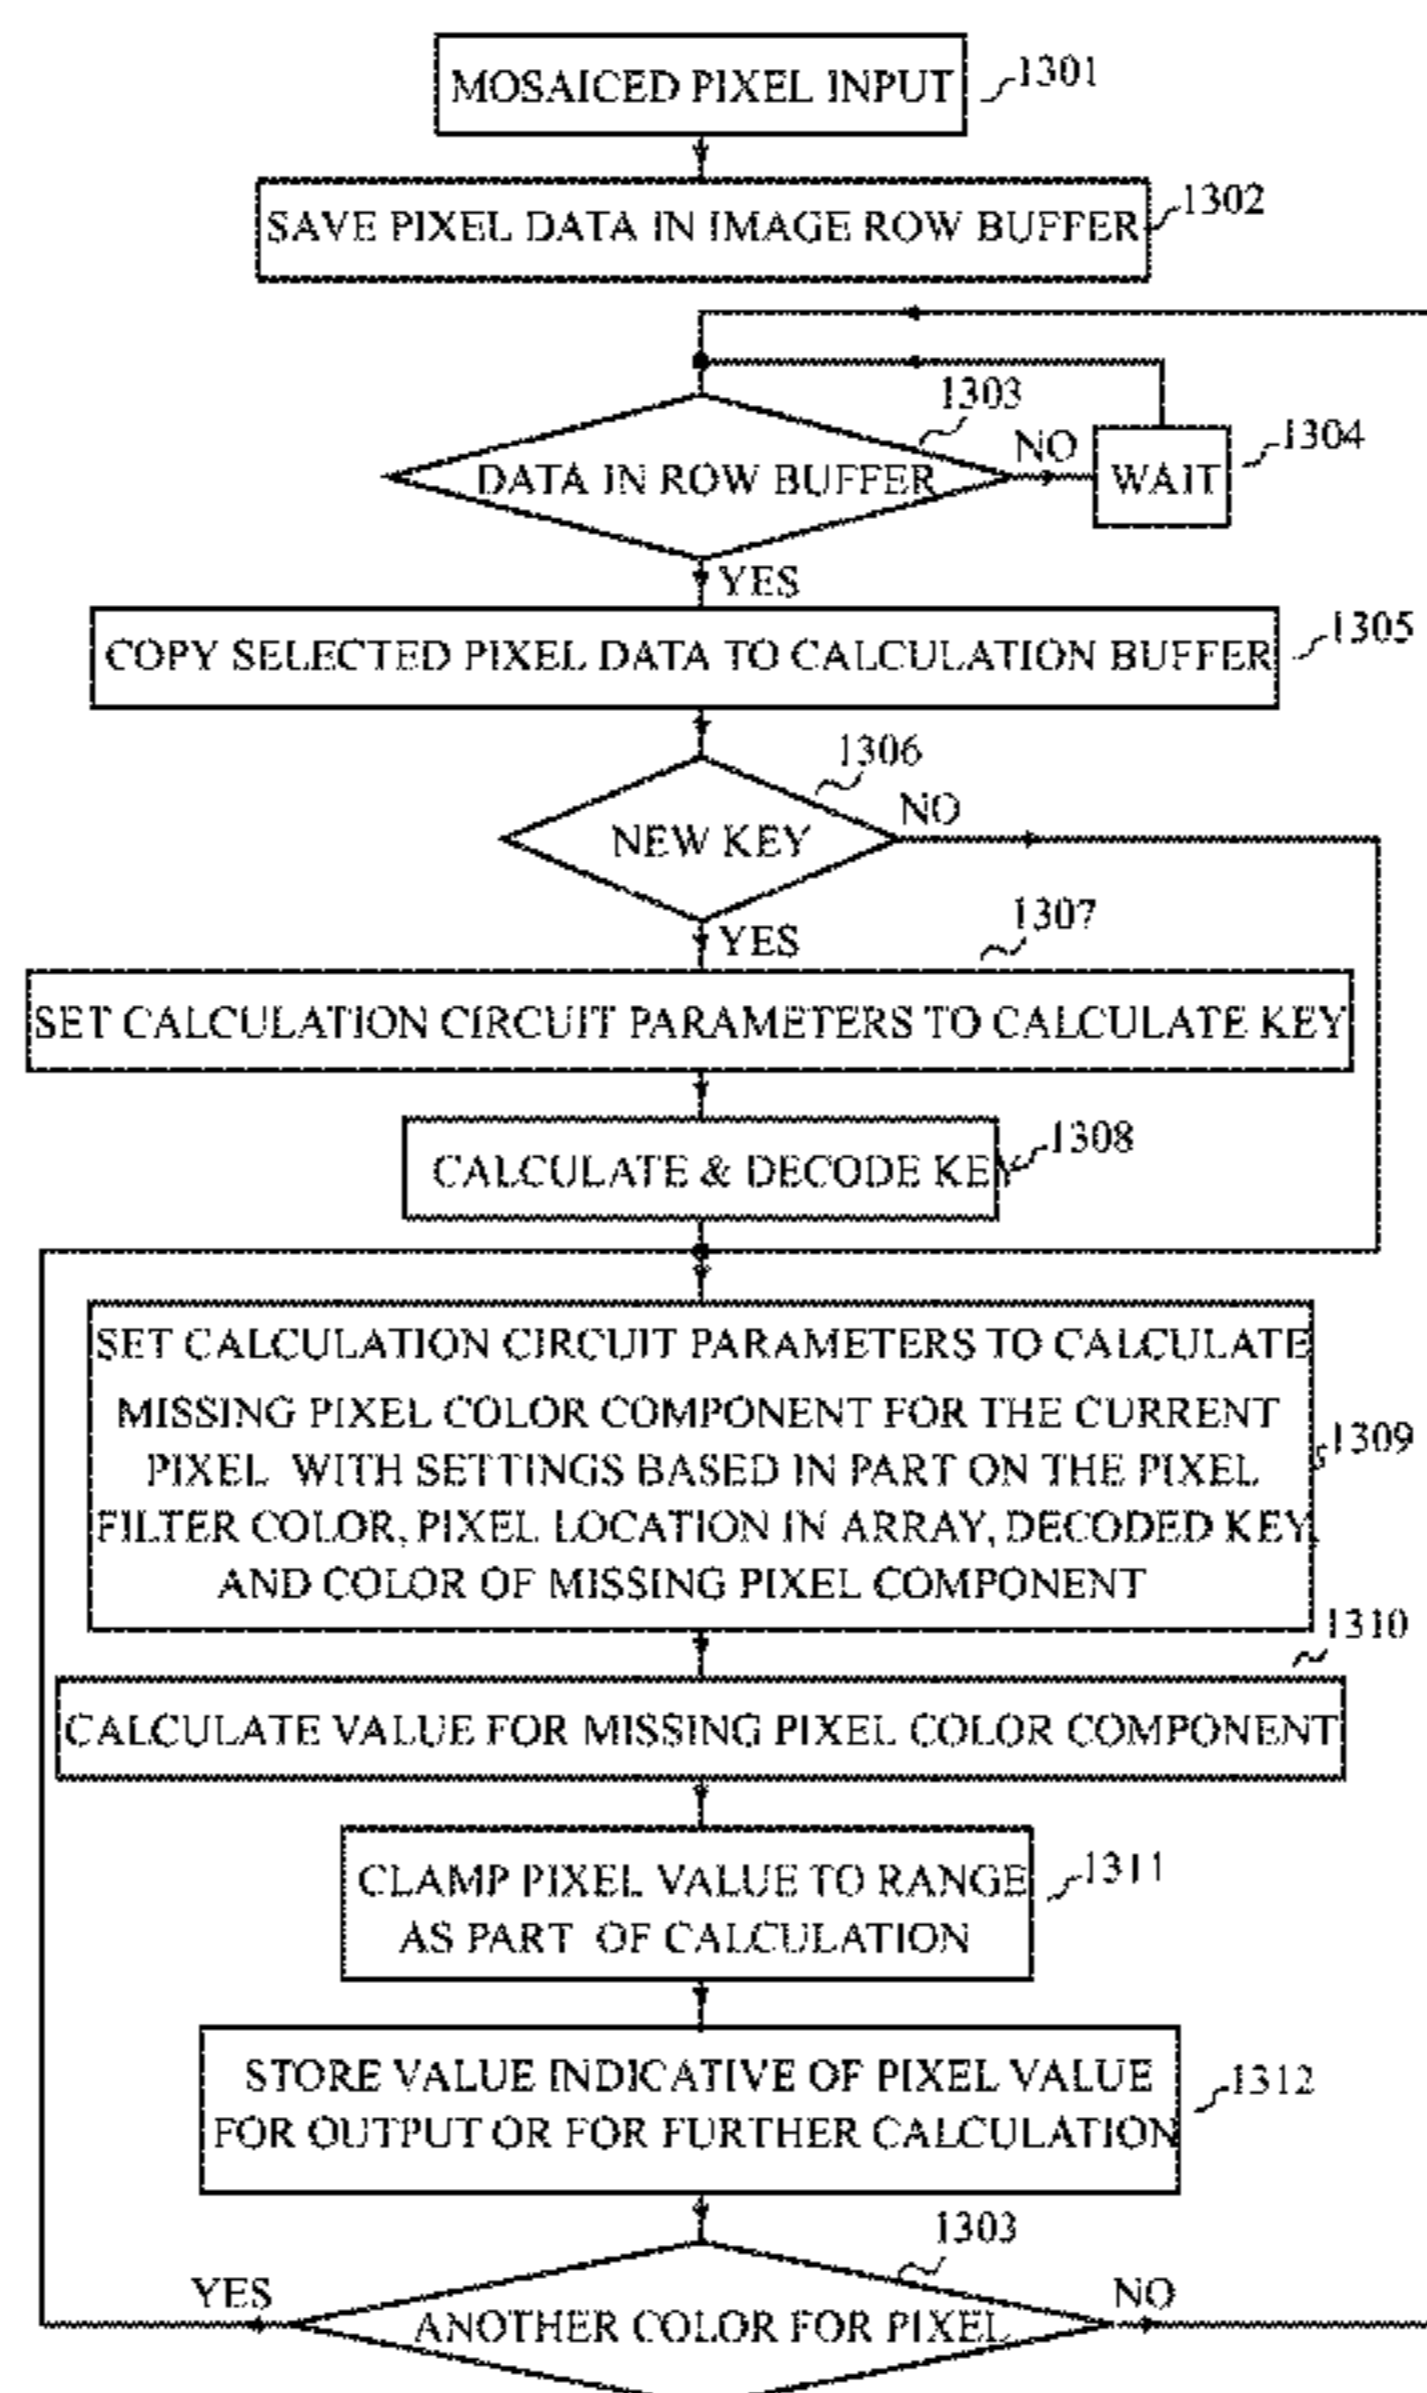 MOSAICED PIXEL INPUT
1301
SAVE PIXEL DATA IN IMAGE ROW BUFFER
1302
1303
DATA IN ROW BUFFER
NO
WAIT
1304
YES
COPY SELECTED PIXEL DATA TO CALCULATION BUFFER
1305
1306
NEW KEY
NO
YES
1307
SET CALCULATION CIRCUIT PARAMETERS TO CALCULATE KEY
CALCULATE & DECODE KEY
1308
SET CALCULATION CIRCUIT PARAMETERS TO CALCULATE
MISSING PIXEL COLOR COMPONENT FOR THE CURRENT
PIXEL WITH SETTINGS BASED IN PART ON THE PIXEL
FILTER COLOR, PIXEL LOCATION IN ARRAY, DECODED KEY,
AND COLOR OF MISSING PIXEL COMPONENT
1309
1310
CALCULATE VALUE FOR MISSING PIXEL COLOR COMPONENT
CLAMP PIXEL VALUE TO RANGE
AS PART OF CALCULATION
1311
STORE VALUE INDICATIVE OF PIXEL VALUE
FOR OUTPUT OR FOR FURTHER CALCULATION
1312
1303
YES
ANOTHER COLOR FOR PIXEL
NO